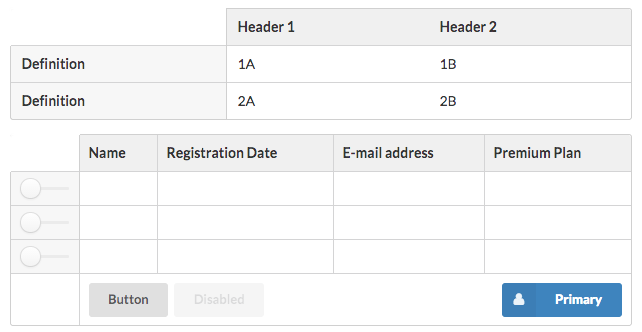 Header 1 Header 2
Definition 1A 1B
Definition 2A 2B
Name Registration Date E-mail address Premium Plan
Button Disabled Primary